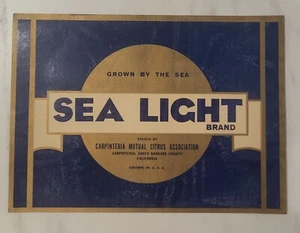 GROWN BY THE SEA
SEA LIGHT
BRAND
PACKED BY
CARPINTERIA MUTUAL CITRUS ASSOCIATION
CARPINTERIA, SANTA BARBARA COUNTY
CALIFORNIA
GROWN IN U.S.A.